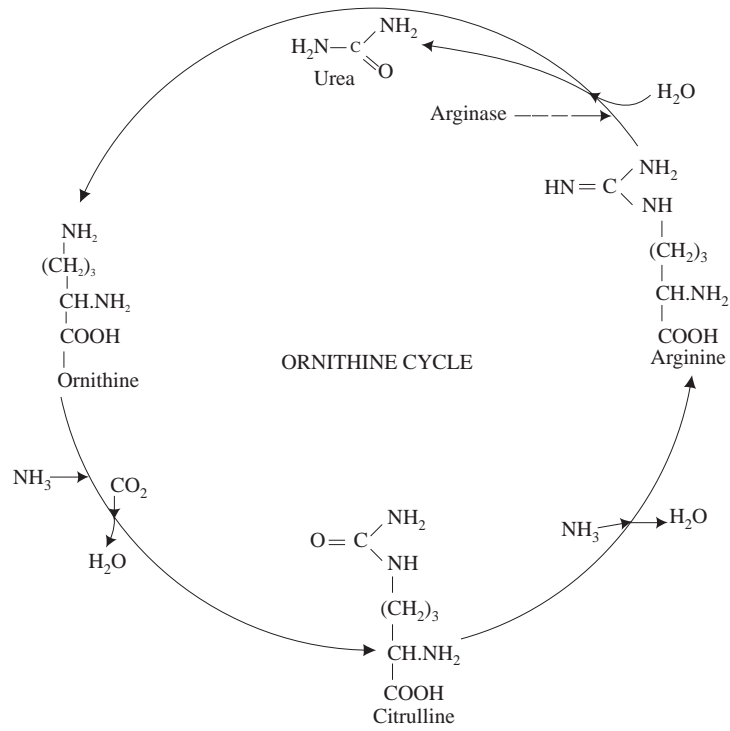 NH₂
H₂N— C
O
Urea
H₂O
Arginase
NH₂
HN = C
NH
(CH₂)₃
CH.NH₂
COOH
Arginine
NH₂
(CH₂)₃
CH.NH₂
COOH
Ornithine
ORNITHINE CYCLE
NH₃
CO₂
H₂O
NH₂
O = C
NH
(CH₂)₃
CH.NH₂
COOH
Citrulline
NH₃
H₂O